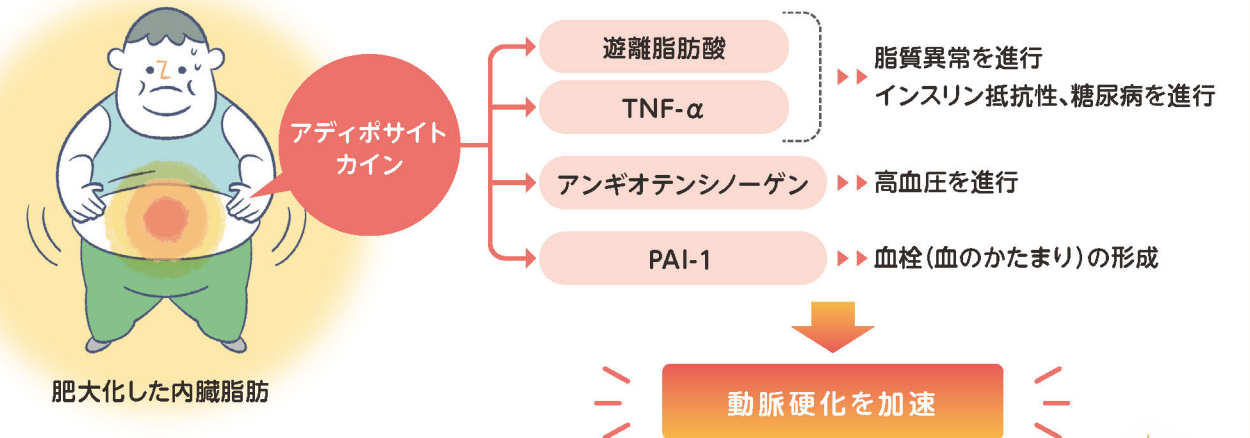 アディポサイト
カイン
遊離脂肪酸
TNF-α
脂質異常を進行
インスリン抵抗性、糖尿病を進行
アンギオテンシノーゲン
高血圧を進行
PAI-1
血栓(血のかたまり)の形成
肥大化した内臓脂肪
動脈硬化を加速